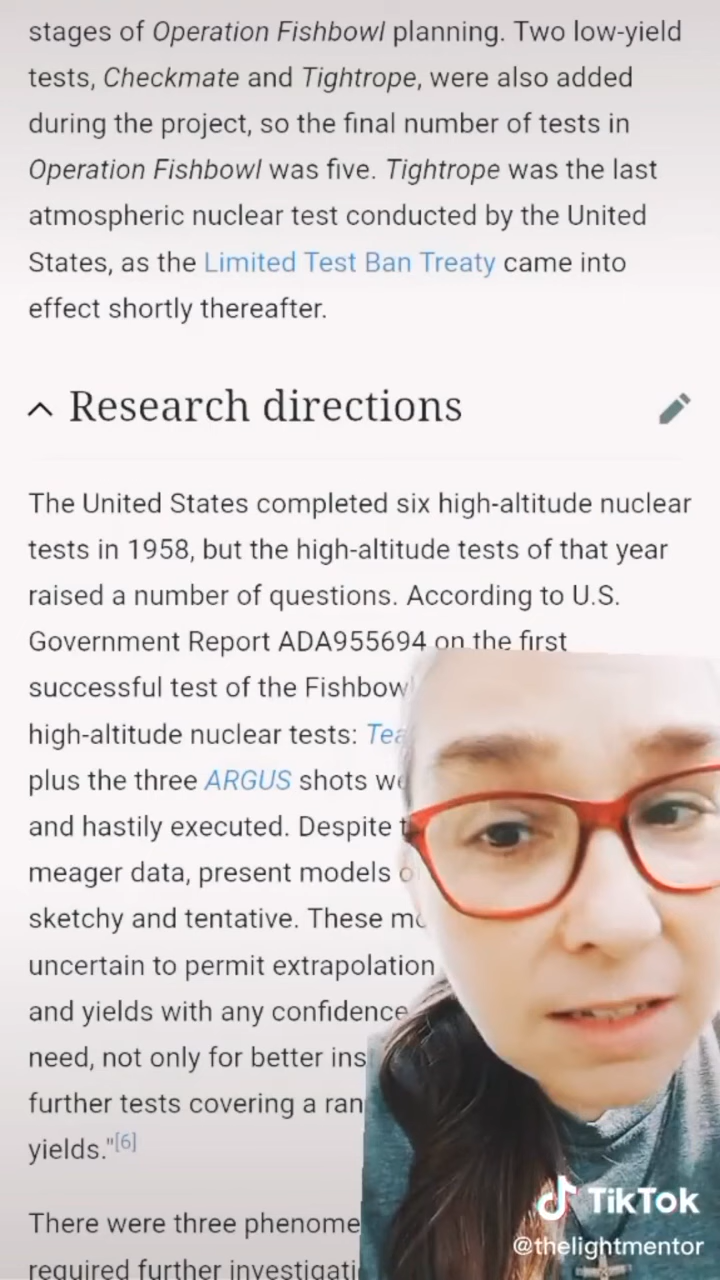 stages of Operation Fishbowl planning. Two low-yield
tests, Checkmate and Tightrope, were also added
during the project, so the final number of tests in
Operation Fishbowl was five. Tightrope was the last
atmospheric nuclear test conducted by the United
States, as the Limited Test Ban Treaty came into
effect shortly thereafter.
Research directions
The United States completed six high-altitude nuclear
tests in 1958, but the high-altitude tests of that year
raised a number of questions. According to U.S.
Government Report ADA955694 on the first
successful test of the Fishbowl
high-altitude nuclear tests:
plus the three ARGUS shots
and hastily executed. Despite
meager data, present models
sketchy and tentative. These
uncertain to permit extrapolation
and yields with any confidence
need, not only for better
further tests covering a
yields."[6]
There were three
required further
TikTok
@thelightmentor